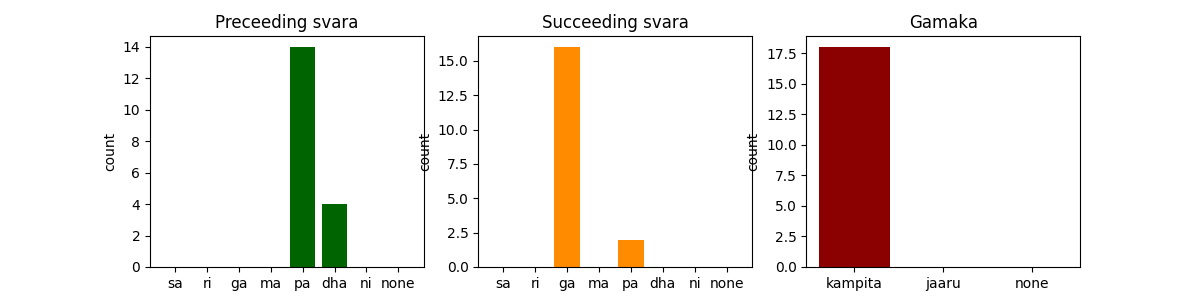 Preceeding svara
count
14
12
10
8
6
4
2
0
sa ri ga ma pa dha ni none
Succeeding svara
count
15.0
12.5
10.0
7.5
5.0
2.5
0.0
sa ri ga ma pa dha ni none
Gamaka
count
17.5
15.0
12.5
10.0
7.5
5.0
2.5
0.0
kampita jaaru none